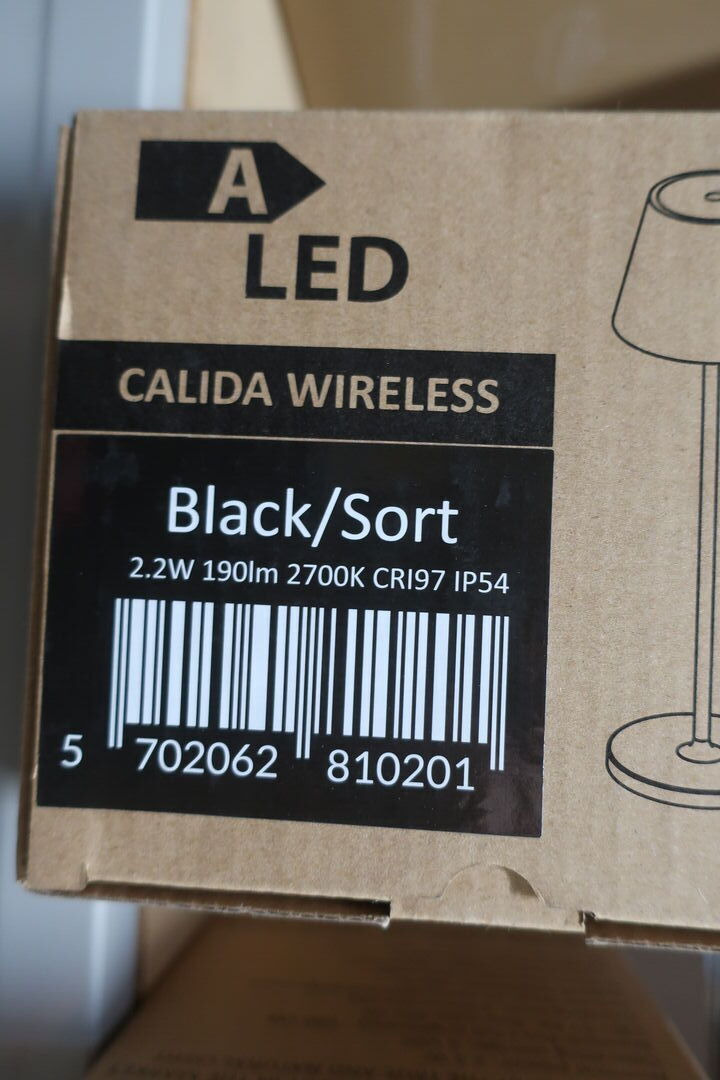 A
LED
CALIDA WIRELESS
Black/Sort
2.2W 190lm 2700K CRI97 IP54
5 702062 810201